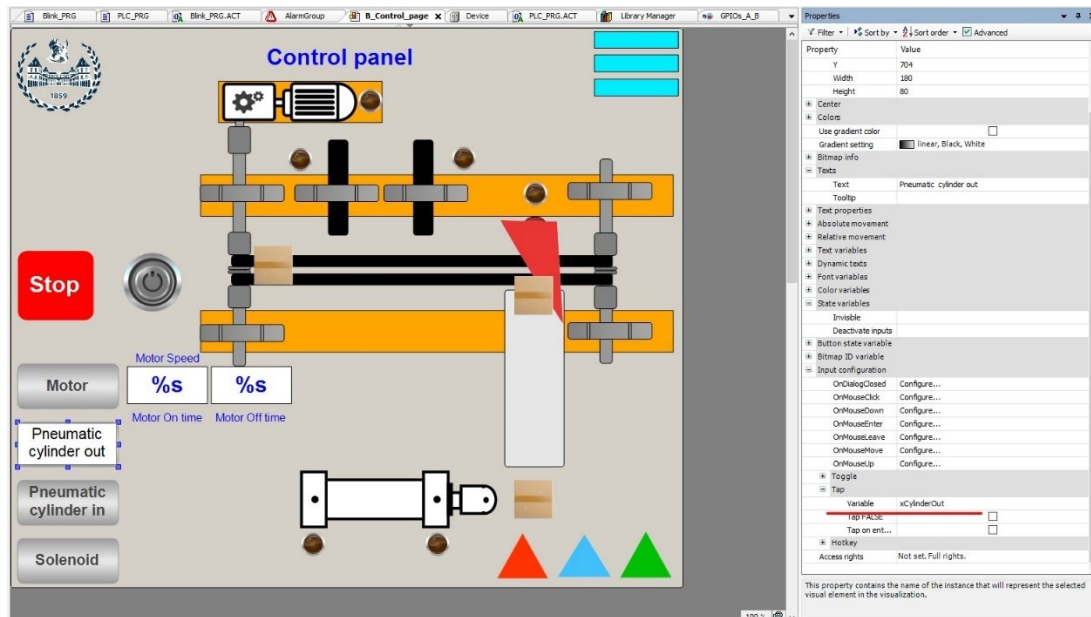 Blink_PRG PLC_PRG Blink_PRG.ACT AlarmGroup B_Control_page Device PLC_PRG.ACT Library Manager GPIOs_A_B
Control panel
1859
Stop
Motor Speed
Motor
%s %s
Motor On time Motor Off time
Pneumatic
cylinder out
Pneumatic
cylinder in
Solenoid
100 %
Properties
Filter Sort by Sort order Advanced
Property Value
Y 704
Width 180
Height 80
Center
Colors
Use gradient color
Gradient setting linear, Black, White
Bitmap info
Texts
Text Pneumatic cylinder out
Tooltip
Text properties
Absolute movement
Relative movement
Text variables
Dynamic texts
Font variables
Color variables
State variables
Invisible
Deactivate inputs
Button state variable
Bitmap ID variable
Input configuration
OnDialogClosed Configure...
OnMouseClick Configure...
OnMouseDown Configure...
OnMouseEnter Configure...
OnMouseLeave Configure...
OnMouseMove Configure...
OnMouseUp Configure...
Toggle
Tap
Variable xCylinderOut
Tap FALSE
Tap on ent...
Hotkey
Access rights Not set. Full rights.
This property contains the name of the instance that will represent the selected
visual element in the visualization.